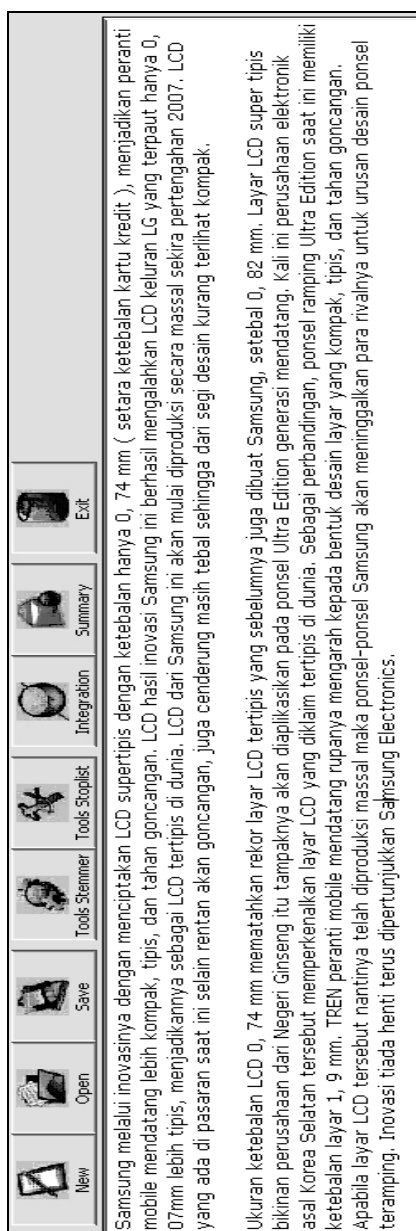 New Open Save Tools Stemmer Tools Stoplist Integration Summary Exit
Samsung melalui inovasinya dengan menciptakan LCD supertipis dengan ketebalan hanya 0, 74 mm ( setara ketebalan kartu kredit ), menjadikan peranti
mobile mendatang lebih kompak, tipis, dan tahan goncangan. LCD hasil inovasi Samsung ini berhasil mengalahkan LCD keluran LG yang terpaut hanya 0,
07mm lebih tipis, menjadikannya sebagai LCD tertipis di dunia. LCD dari Samsung ini akan mulai diproduksi secara massal sekira pertengahan 2007. LCD
yang ada di pasaran saat ini selain rentan akan goncangan, juga cenderung masih tebal sehingga dari segi desain kurang terlihat kompak.
Ukuran ketebalan LCD 0, 74 mm mematahkan rekor layar LCD tertipis yang sebelumnya juga dibuat Samsung, setebal 0, 82 mm. Layar LCD super tipis
bikinan perusahaan dari Negeri Ginseng itu tampaknya akan diaplikasikan pada ponsel Ultra Edition generasi mendatang. Kali ini perusahaan elektronik
asal Korea Selatan tersebut memperkenalkan layar LCD yang diklaim tertipis di dunia. Sebagai perbandingan, ponsel ramping Ultra Edition saat ini memiliki
ketebalan layar 1, 9 mm. TREN peranti mobile mendatang rupanya mengarah kepada bentuk desain layar yang kompak, tipis, dan tahan goncangan.
Apabila layar LCD tersebut nantinya telah diproduksi massal maka ponsel-ponsel Samsung akan meninggalkan para rivalnya untuk urusan desain ponsel
teramping. Inovasi tiada henti terus dipertunjukkan Samsung Electronics.